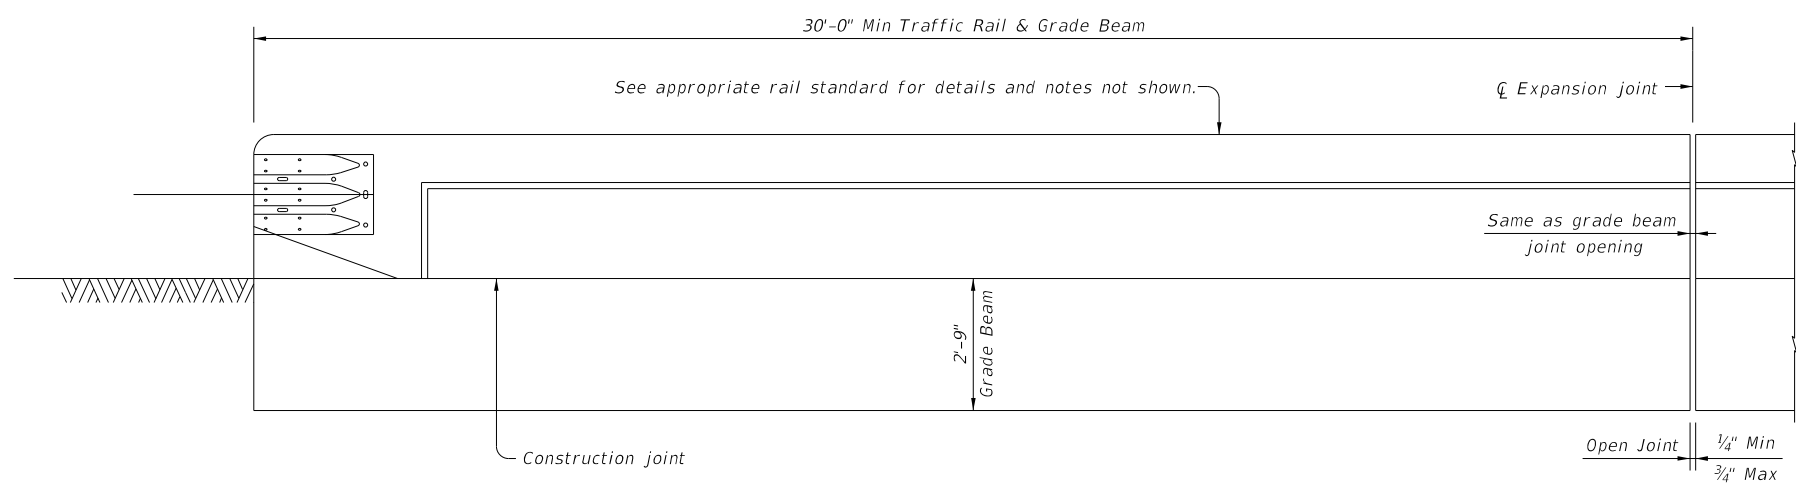 30'-0" Min Traffic Rail & Grade Beam
See appropriate rail standard for details and notes not shown.
℄ Expansion joint
Same as grade beam
joint opening
2'-9"
Grade Beam
Construction joint
Open Joint
¼" Min
¾" Max